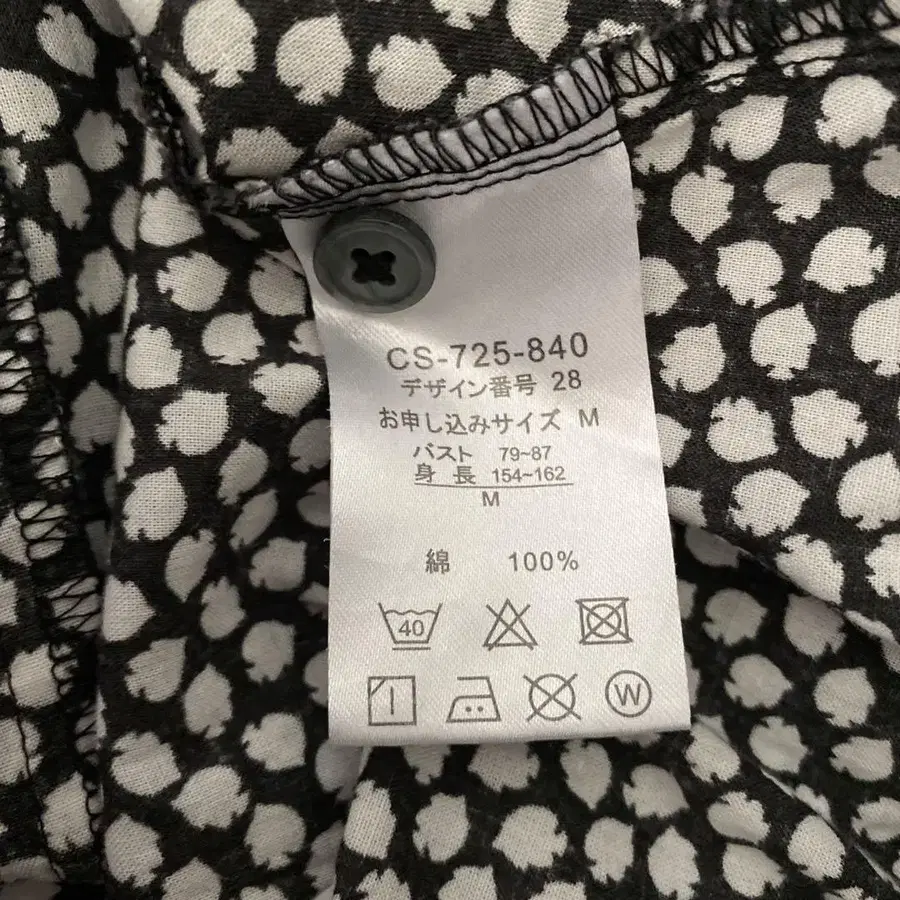 CS-725-840
デザイン番号 28
お申し込みサイズ M
バスト 79~87
身長 154~162
M
綿 100%
40
W